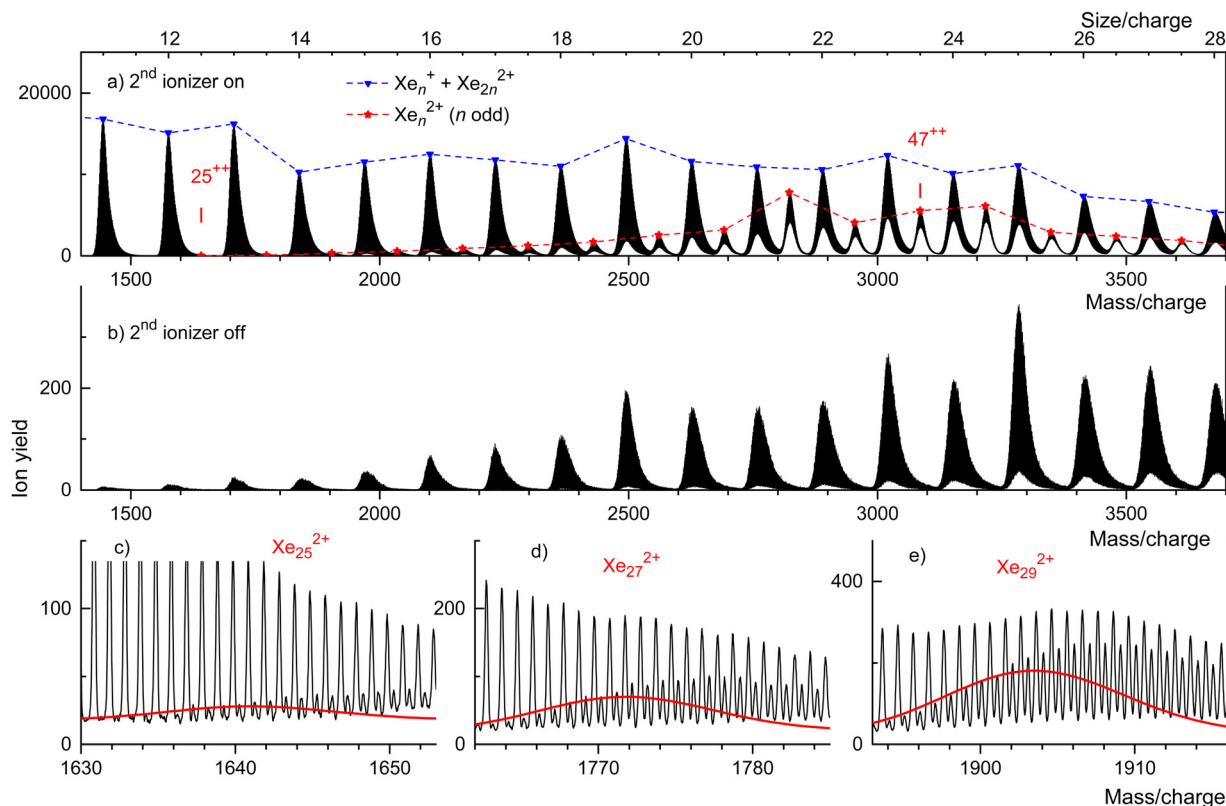 Size/charge
12 14 16 18 20 22 24 26 28
a) 2nd ionizer on
Xen+ + Xe2n2+
Xen2+ (n odd)
25++
47++
20000
0
1500 2000 2500 3000 3500
Mass/charge
b) 2nd ionizer off
200
0
Ion yield
1500 2000 2500 3000 3500
Mass/charge
c) Xe252+
100
0
1630 1640 1650
d) Xe272+
200
0
1770 1780
e) Xe292+
400
0
1900 1910
Mass/charge